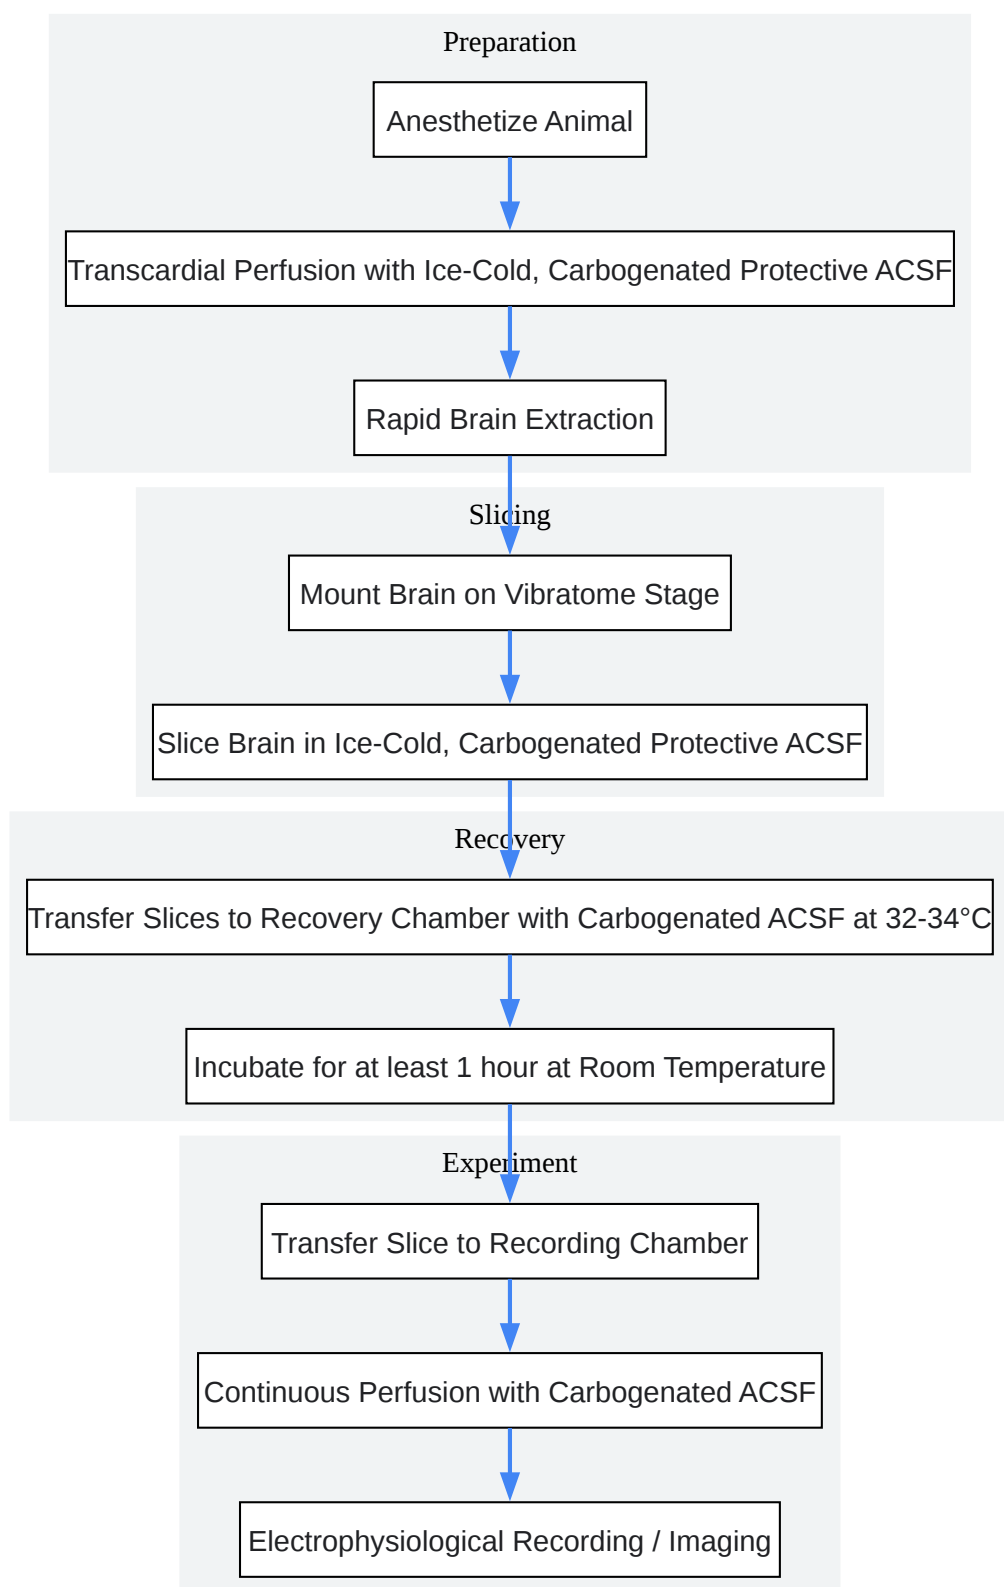 Preparation
Anesthetize Animal
Transcardial Perfusion with Ice-Cold, Carbogenated Protective ACSF
Rapid Brain Extraction
Slicing
Mount Brain on Vibratome Stage
Slice Brain in Ice-Cold, Carbogenated Protective ACSF
Recovery
Transfer Slices to Recovery Chamber with Carbogenated ACSF at 32-34°C
Incubate for at least 1 hour at Room Temperature
Experiment
Transfer Slice to Recording Chamber
Continuous Perfusion with Carbogenated ACSF
Electrophysiological Recording / Imaging